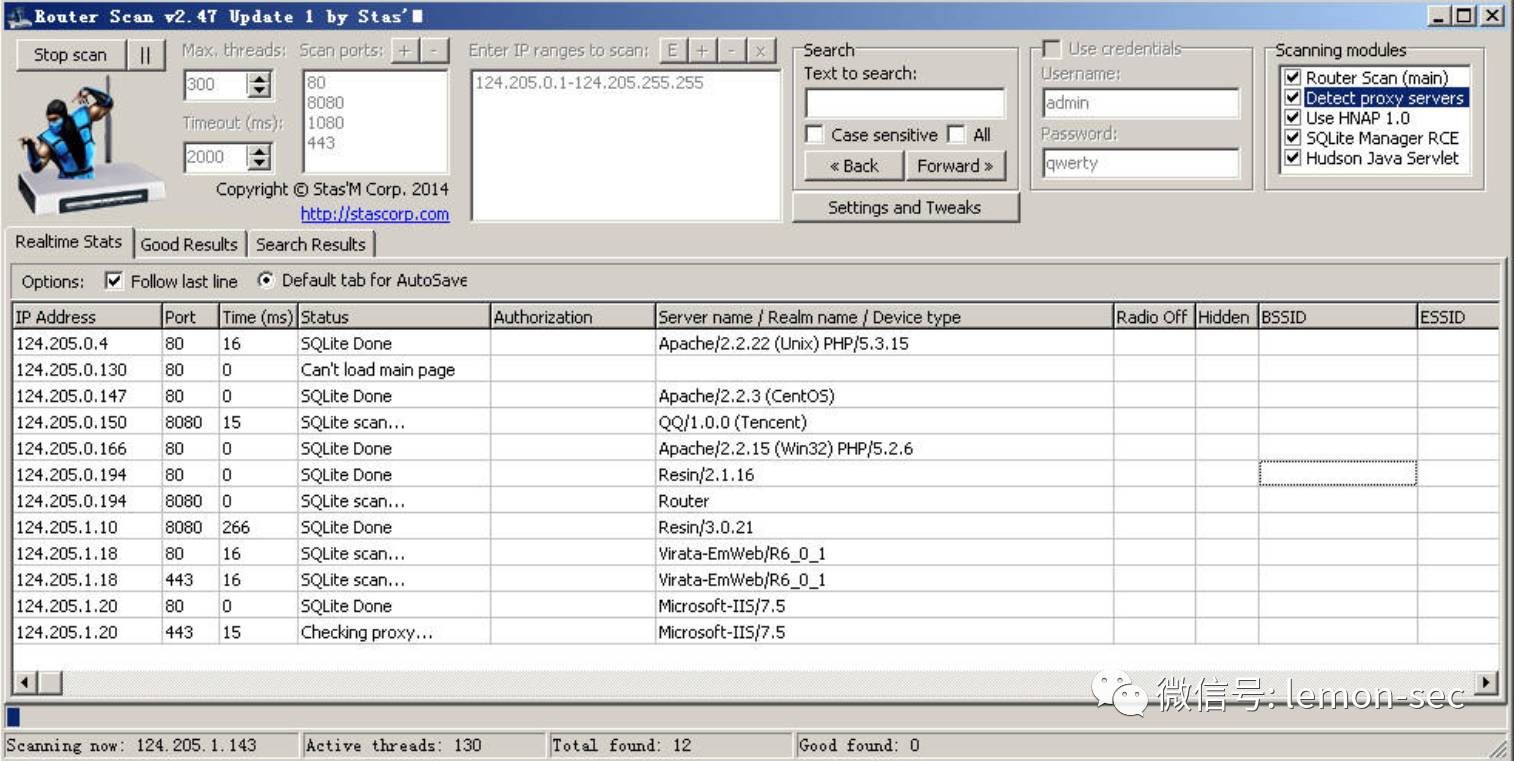 Router Scan v2.47 Update 1 by Stas'M
Stop scan || Max. threads: Scan ports: + - Enter IP ranges to scan: E + - x Search Use credentials Scanning modules
300 80 124.205.0.1-124.205.255.255 Text to search: Username: Router Scan (main)
8080 admin Detect proxy servers
Timeout (ms): 1080 Case sensitive All Password: Use HNAP 1.0
2000 443 « Back Forward » qwerty SQLite Manager RCE
Hudson Java Servlet
Copyright © Stas'M Corp. 2014
http://stascorp.com Settings and Tweaks
Realtime Stats Good Results Search Results
Options: Follow last line Default tab for AutoSave
IP Address Port Time (ms) Status Authorization Server name / Realm name / Device type Radio Off Hidden BSSID ESSID
124.205.0.4 80 16 SQLite Done Apache/2.2.22 (Unix) PHP/5.3.15
124.205.0.130 80 0 Can't load main page
124.205.0.147 80 0 SQLite Done Apache/2.2.3 (CentOS)
124.205.0.150 8080 15 SQLite scan... QQ/1.0.0 (Tencent)
124.205.0.166 80 0 SQLite Done Apache/2.2.15 (Win32) PHP/5.2.6
124.205.0.194 80 0 SQLite Done Resin/2.1.16
124.205.0.194 8080 0 SQLite scan... Router
124.205.1.10 8080 266 SQLite Done Resin/3.0.21
124.205.1.18 80 16 SQLite scan... Virata-EmWeb/R6_0_1
124.205.1.18 443 16 SQLite scan... Virata-EmWeb/R6_0_1
124.205.1.20 80 0 SQLite Done Microsoft-IIS/7.5
124.205.1.20 443 15 Checking proxy... Microsoft-IIS/7.5
微信号: lemon-sec
Scanning now: 124.205.1.143 Active threads: 130 Total found: 12 Good found: 0